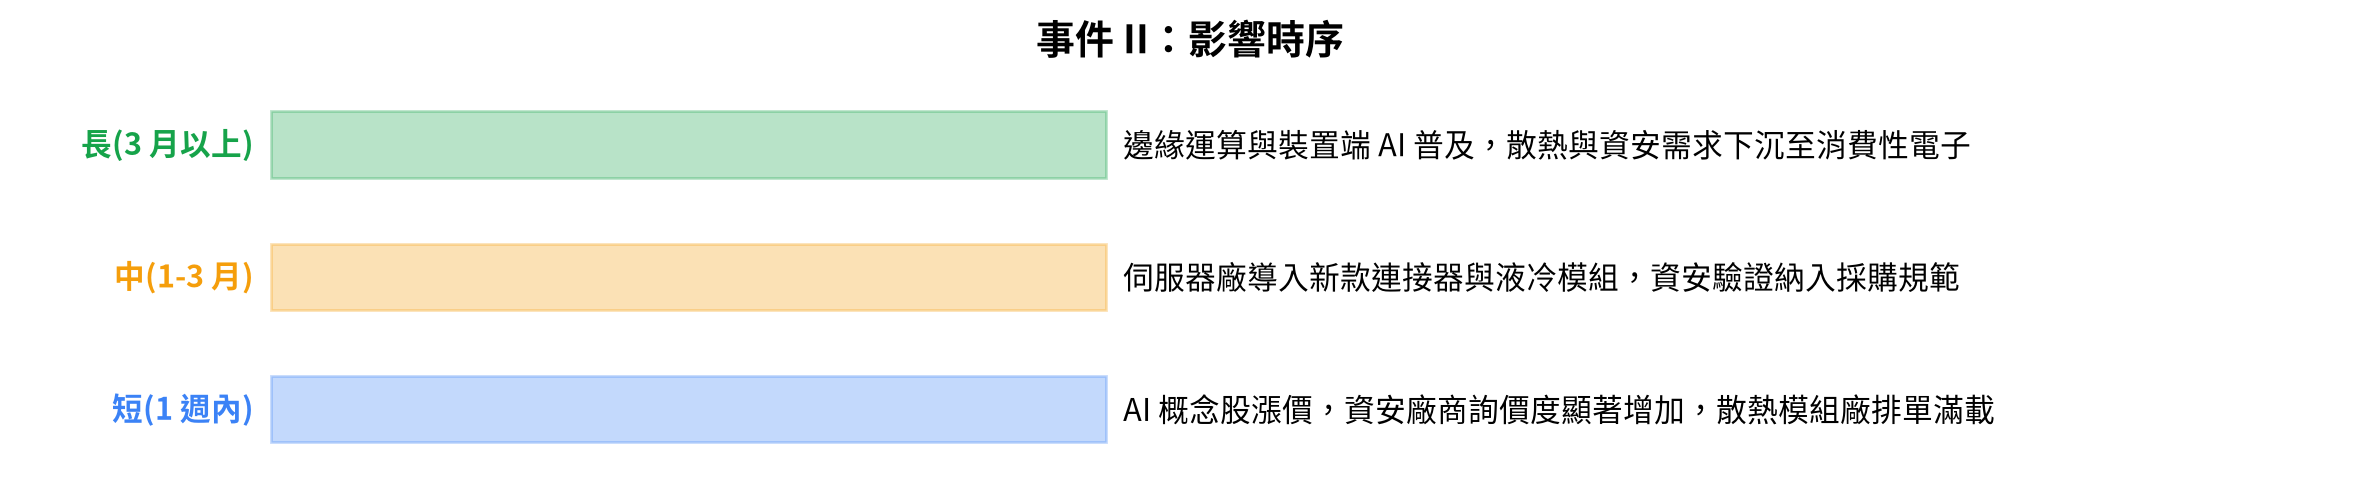 事件 II：影響時序
長(3 月以上) 邊緣運算與裝置端 AI 普及，散熱與資安需求下沉至消費性電子
中(1-3 月) 伺服器廠導入新款連接器與液冷模組，資安驗證納入採購規範
短(1 週內) AI 概念股漲價，資安廠商詢價度顯著增加，散熱模組廠排單滿載